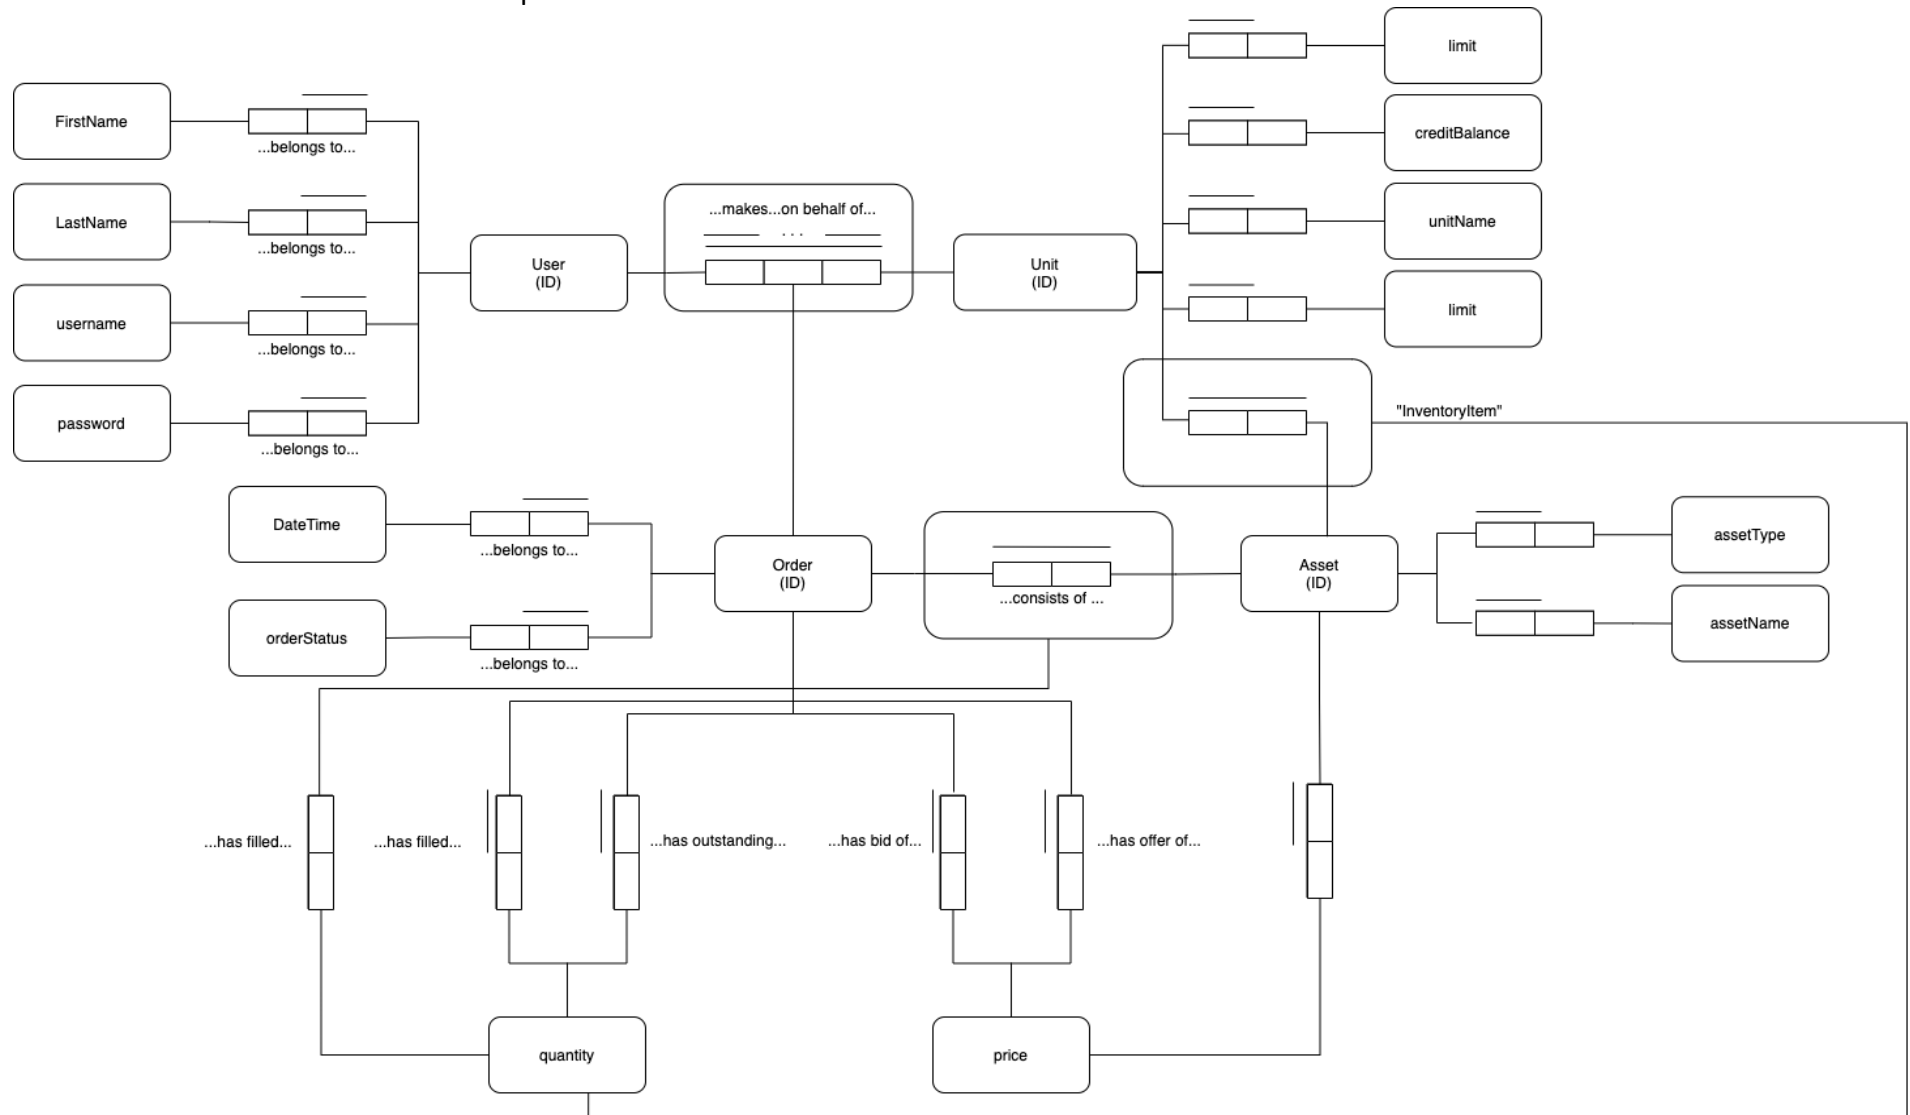 limit
FirstName
...belongs to...
creditBalance
LastName
...belongs to...
...makes...on behalf of...
...
unitName
User
(ID)
Unit
(ID)
username
...belongs to...
limit
password
...belongs to...
"InventoryItem"
DateTime
...belongs to...
Order
(ID)
...consists of ...
Asset
(ID)
assetType
orderStatus
...belongs to...
assetName
...has filled...
...has filled...
...has outstanding...
...has bid of...
...has offer of...
quantity
price